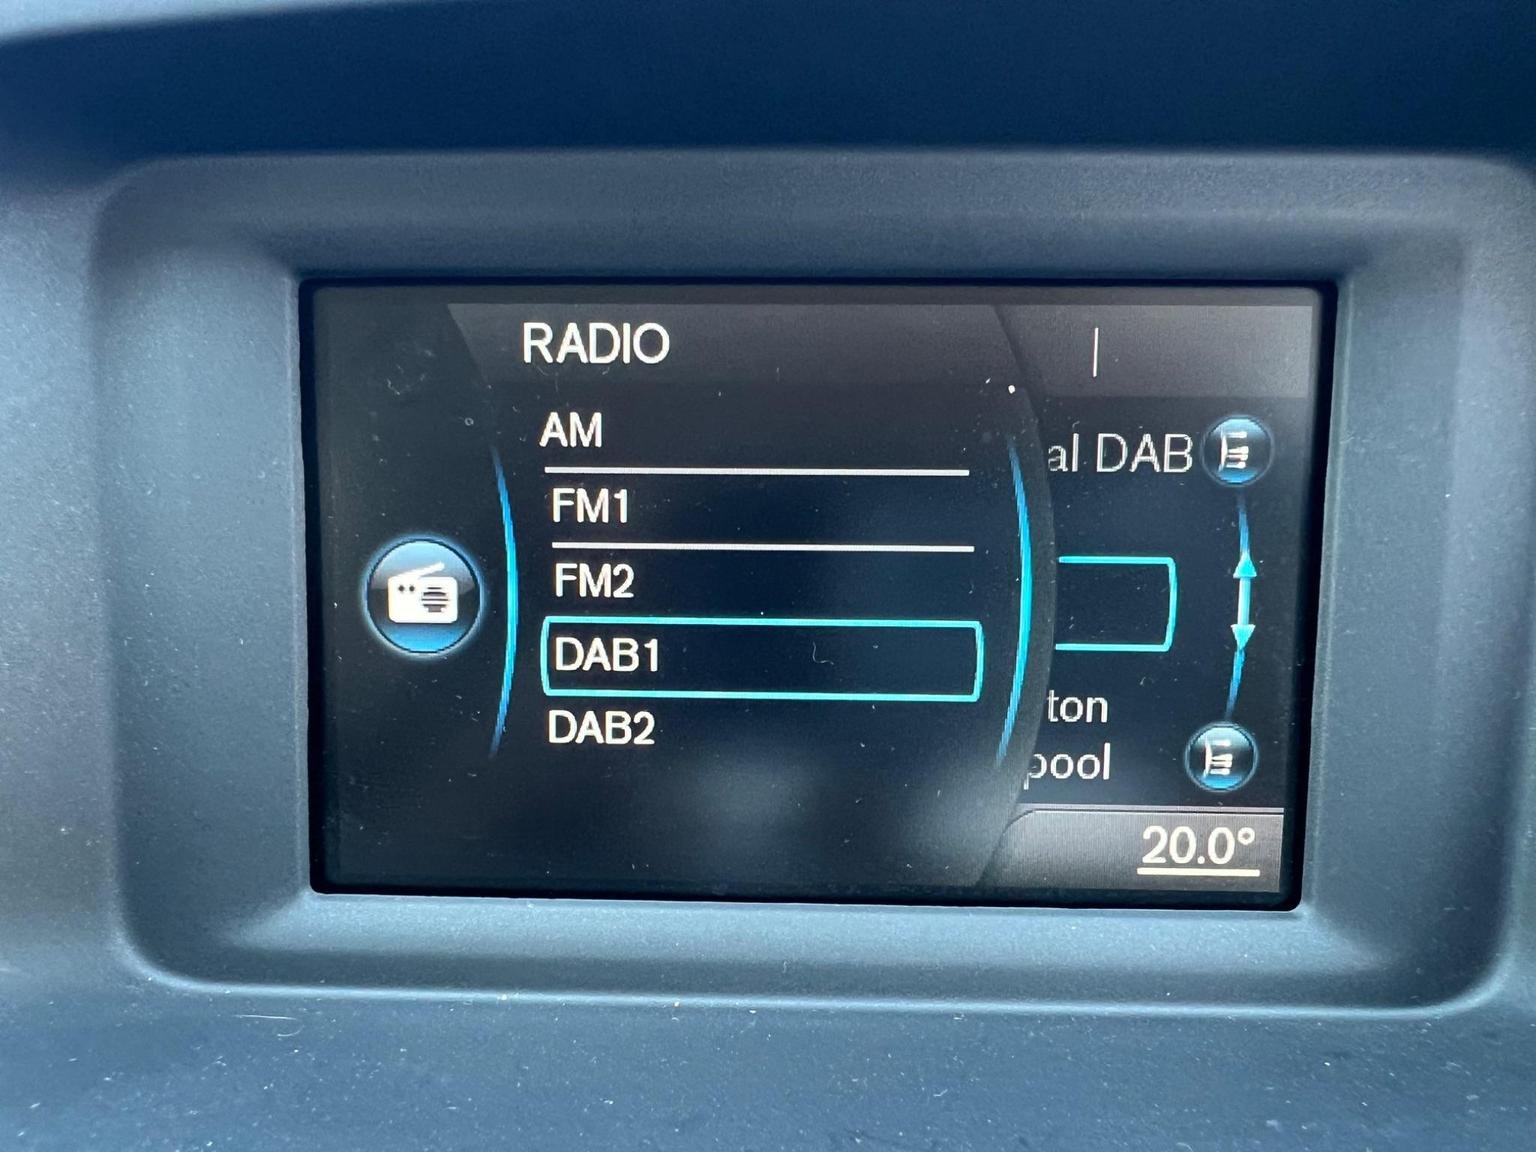 RADIO
AM
FM1
FM2
DAB1
DAB2
al DAB
ton
pool
20.0°